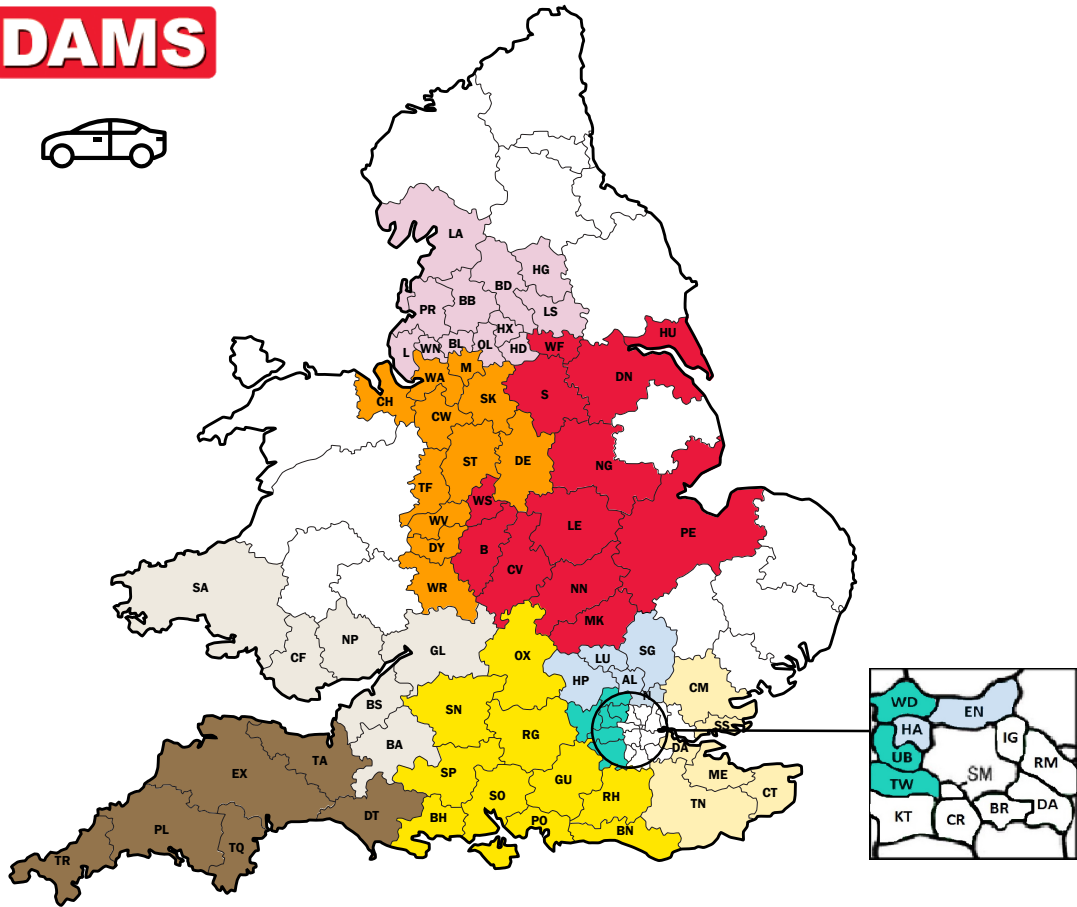 DAMS
LA
HG
BD
BB
PR
LS
HX
HU
WN
BL
OL
HD
WF
L
M
WA
DN
S
SK
CH
CW
ST
DE
NG
TF
WS
WV
LE
PE
DY
B
CV
WR
NN
SA
MK
NP
GL
OX
LU
SG
CF
HP
AL
CM
N
BS
SN
SS
RG
BA
DA
TA
EX
SP
GU
ME
CT
SO
RH
TN
DT
BH
PO
BN
PL
TQ
TR
WD
EN
HA
IG
UB
RM
SM
TW
KT
CR
BR
DA